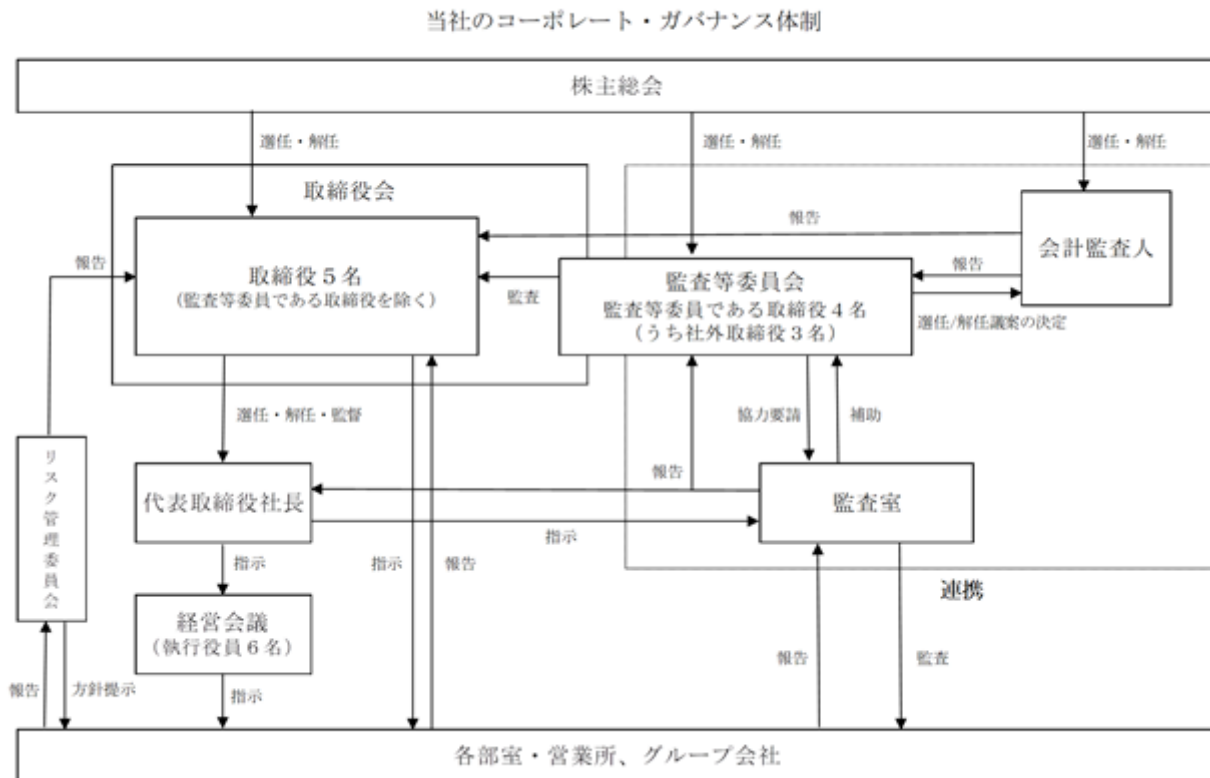 当社のコーポレート・ガバナンス体制
株主総会
選任・解任
選任・解任
選任・解任
取締役会
報告
会計監査人
報告
取締役５名
（監査等委員である取締役を除く）
監査
監査等委員会
監査等委員である取締役４名
（うち社外取締役３名）
報告
選任/解任議案の決定
選任・解任・監督
協力要請
補助
リスク管理委員会
代表取締役社長
報告
監査室
指示
指示
指示
報告
連携
経営会議
（執行役員６名）
報告
監査
報告
方針提示
指示
各部室・営業所、グループ会社